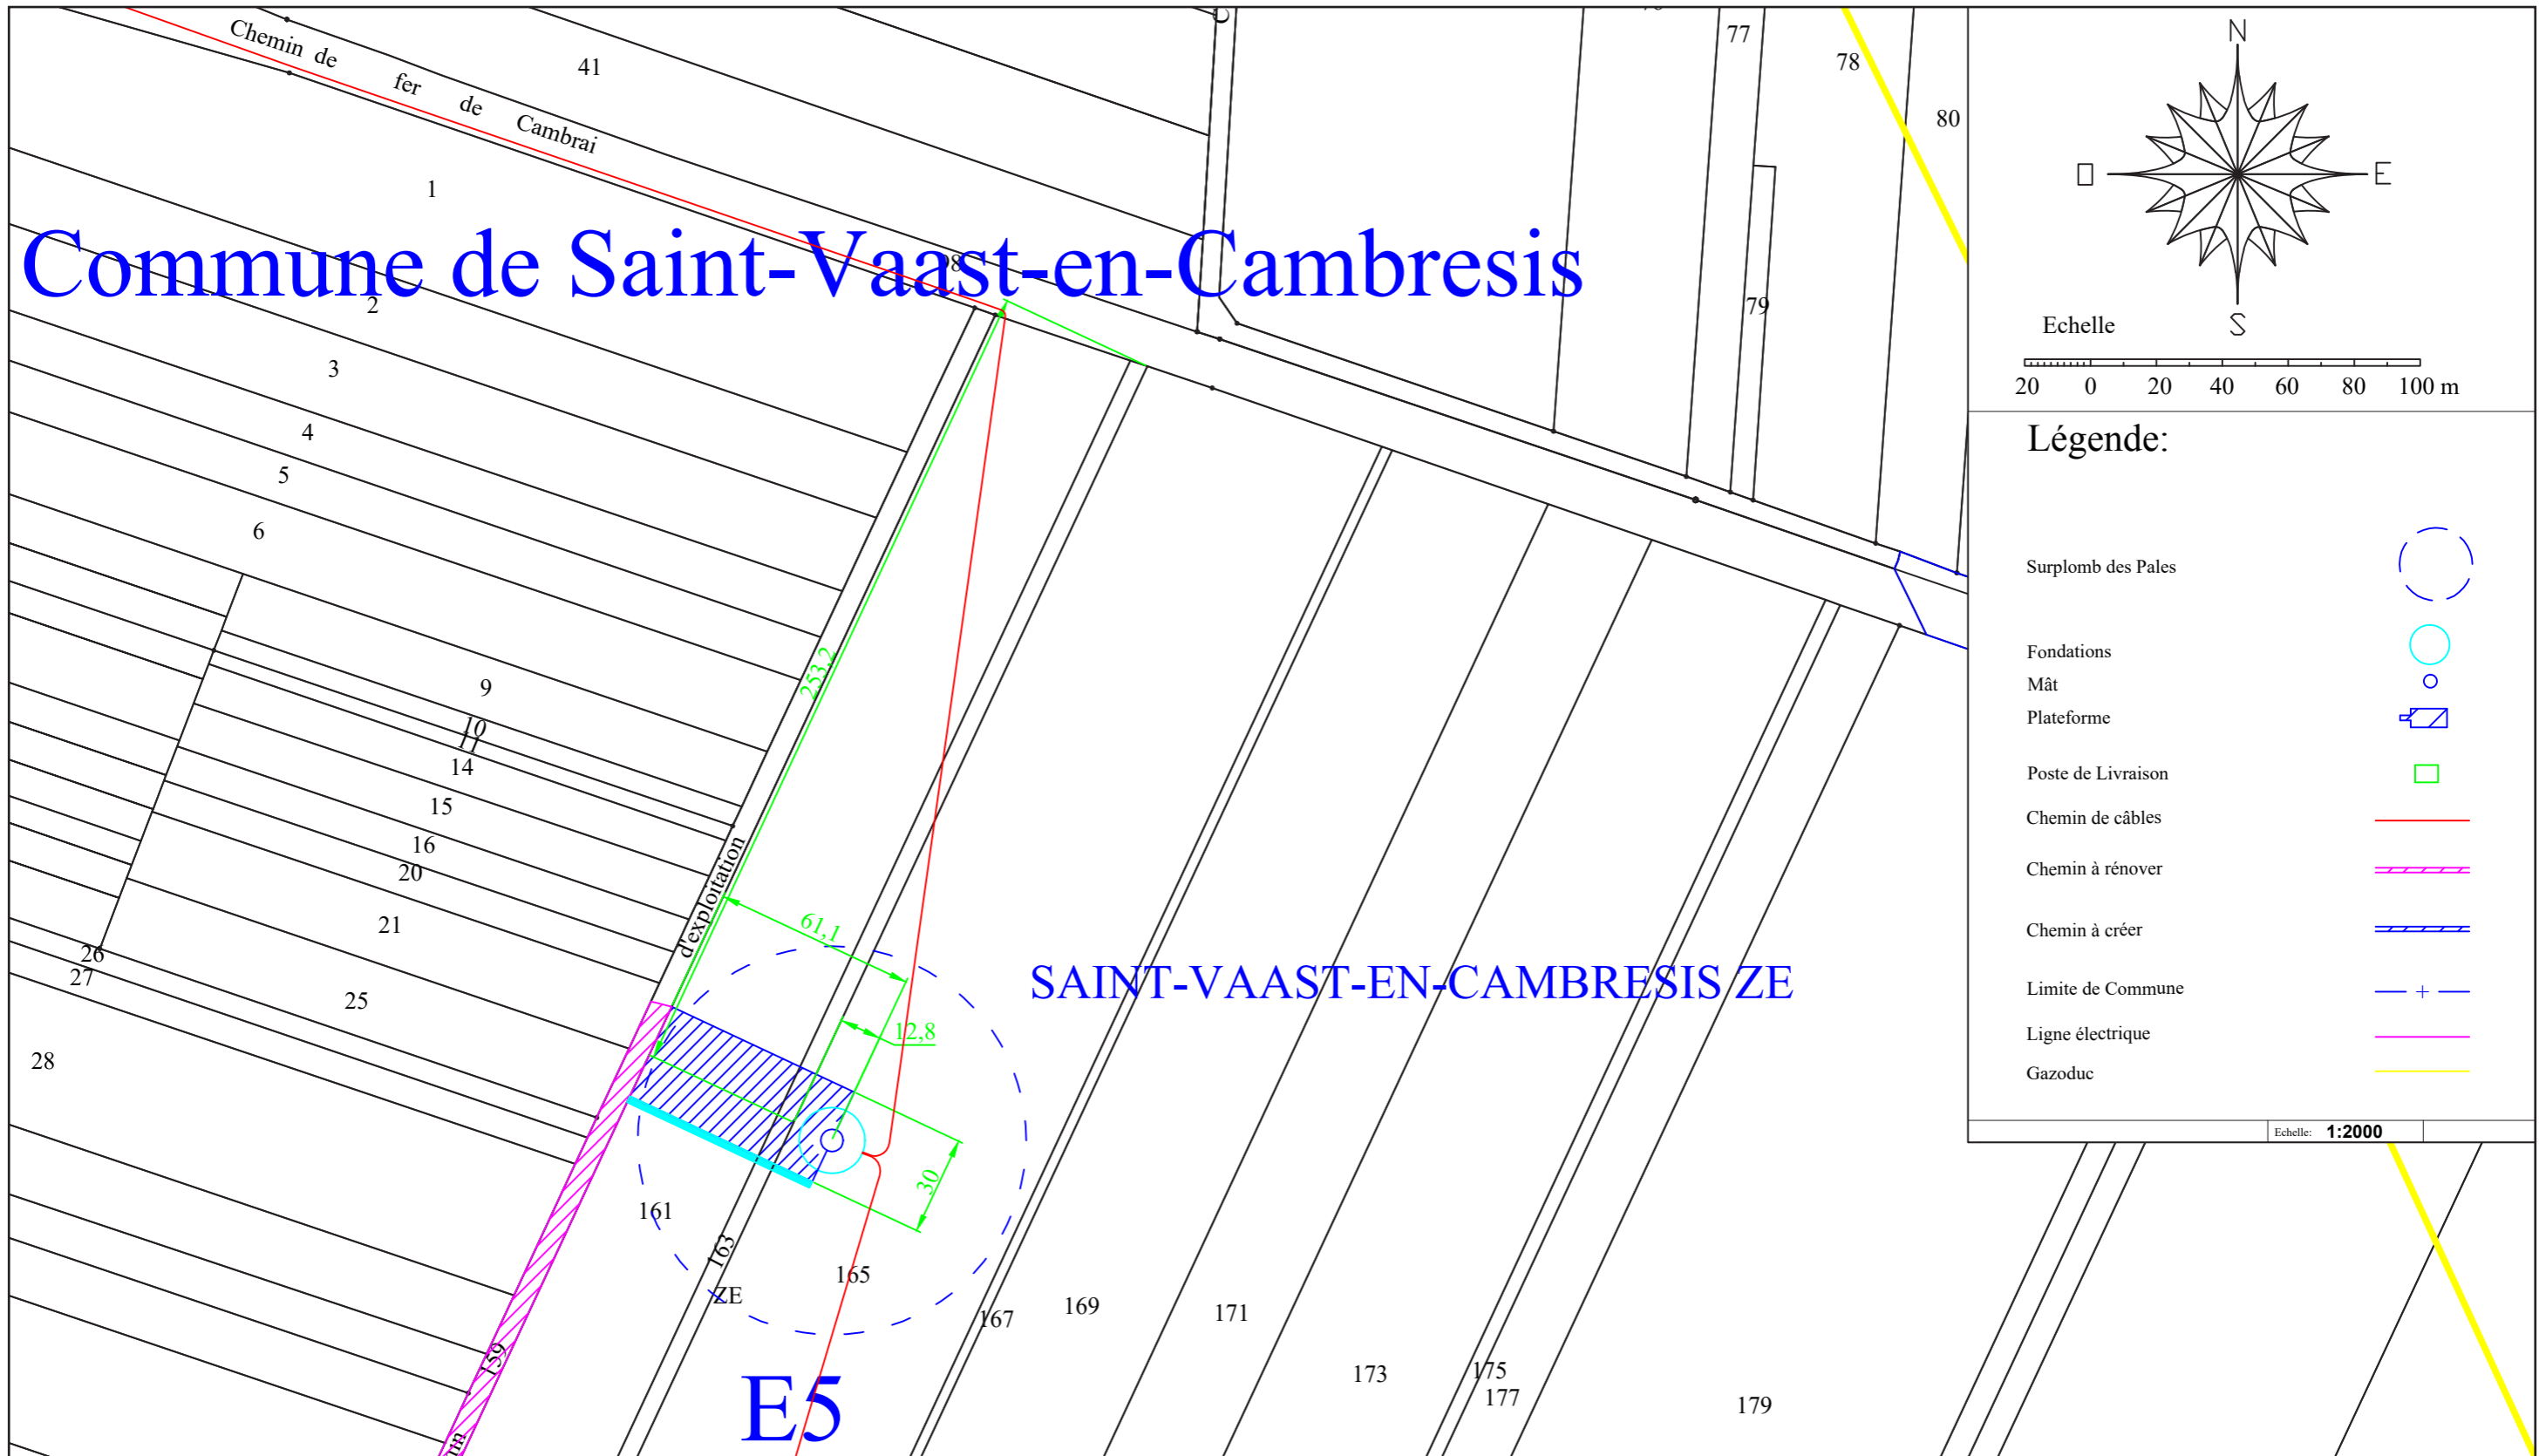 Chemin de fer de Cambrai
41
77
78
80
1
Commune de Saint-Vaast-en-Cambresis
98
2
79
3
4
5
6
253,2
9
10
11
14
15
16
20
d'exploitation
21
61,1
26
27
25
SAINT-VAAST-EN-CAMBRESIS ZE
12,8
28
30
161
163
165
ZE
167
169
171
159
173
175
177
179
E5
N
O
E
S
Echelle
20 0 20 40 60 80 100 m
Légende:
Surplomb des Pales
Fondations
Mât
Plateforme
Poste de Livraison
Chemin de câbles
Chemin à rénover
Chemin à créer
Limite de Commune
Ligne électrique
Gazoduc
Echelle: 1:2000